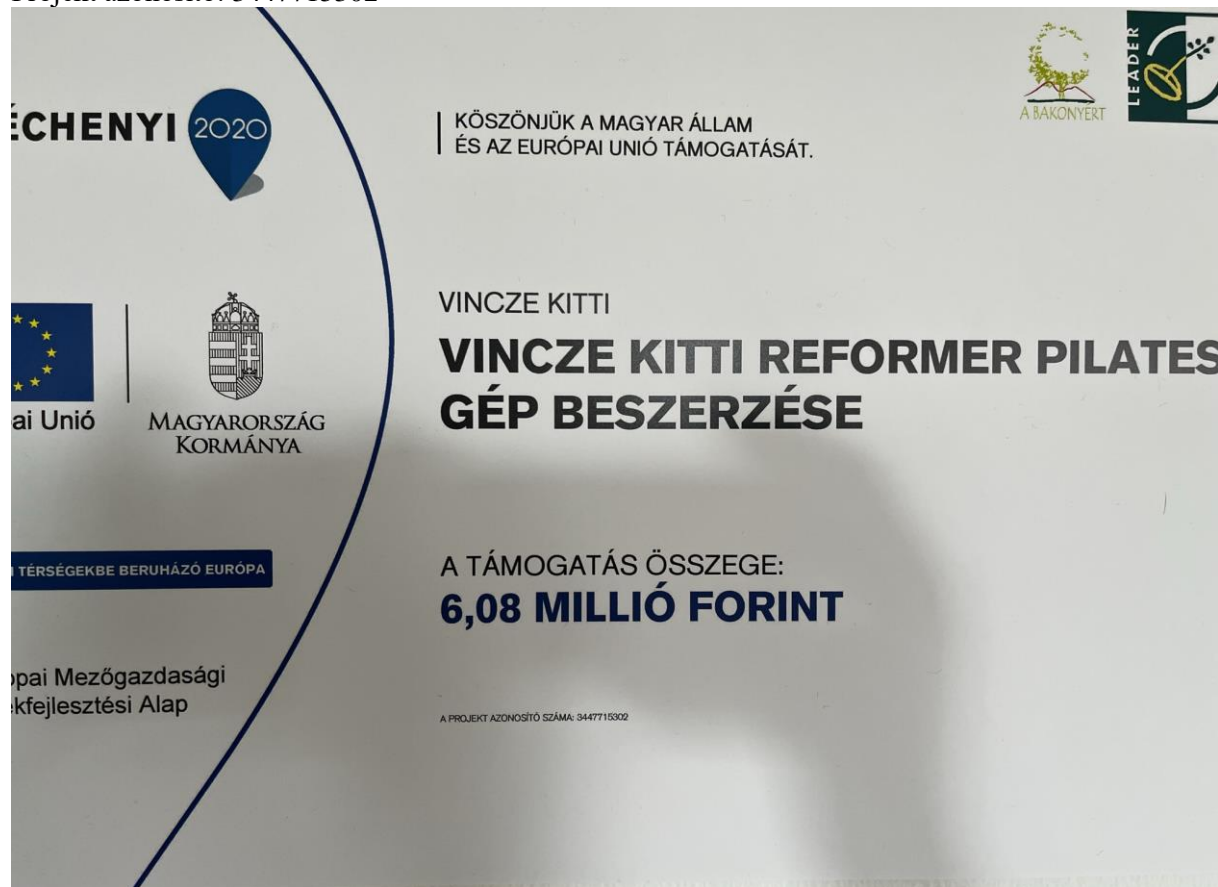 ÉCHENYI 2020
KÖSZÖNJÜK A MAGYAR ÁLLAM
ÉS AZ EURÓPAI UNIÓ TÁMOGATÁSÁT.
A BAKONYÉRT
LEADER
VINCZE KITTI
VINCZE KITTI REFORMER PILATES
GÉP BESZERZÉSE
ai Unió
MAGYARORSZÁG
KORMÁNYA
TÉRSÉGEKBE BERUHÁZÓ EURÓPA
A TÁMOGATÁS ÖSSZEGE:
6,08 MILLIÓ FORINT
pai Mezőgazdasági
kfejlesztési Alap
A PROJEKT AZONOSÍTÓ SZÁMA: 3447715302